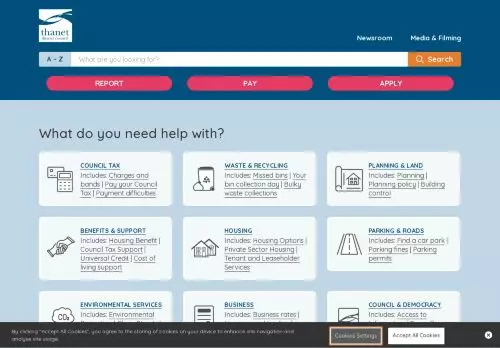 thanet
district council
Newsroom
Media & Filming
A - Z
What are you looking for?
Search
REPORT
PAY
APPLY
What do you need help with?
COUNCIL TAX
Includes: Charges and
bands | Pay your Council
Tax | Payment difficulties
WASTE & RECYCLING
Includes: Missed bins | Your
bin collection day | Bulky
waste collections
PLANNING & LAND
Includes: Planning |
Planning policy | Building
control
BENEFITS & SUPPORT
Includes: Housing Benefit |
Council Tax Support |
Universal Credit | Cost of
living support
HOUSING
Includes: Housing Options |
Private Sector Housing |
Tenant and Leaseholder
Services
PARKING & ROADS
Includes: Find a car park |
Parking fines | Parking
permits
ENVIRONMENTAL SERVICES
Includes: Environmental
CO₂
BUSINESS
Includes: Business rates |
COUNCIL & DEMOCRACY
Includes: Access to
By clicking "Accept All Cookies", you agree to the storing of cookies on your device to enhance site navigation and
analyse site usage.
Cookies Settings
Accept All Cookies